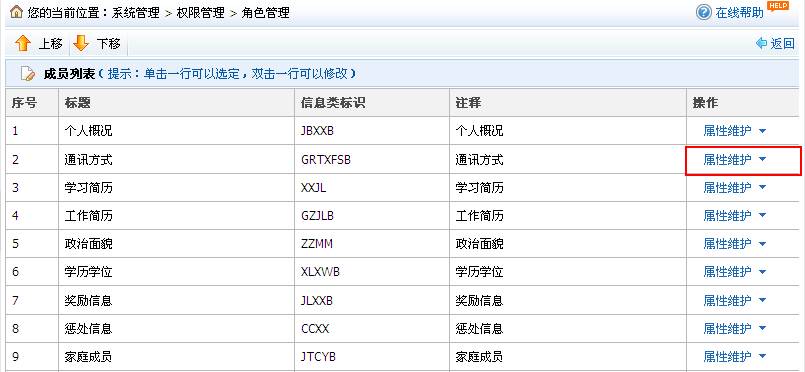 您的当前位置：系统管理 > 权限管理 > 角色管理 在线帮助 HELP
上移 下移 返回
成员列表（提示：单击一行可以选定，双击一行可以修改）
序号 标题 信息类标识 注释 操作
1 个人概况 JBXXB 个人概况 属性维护
2 通讯方式 GRTXFSB 通讯方式 属性维护
3 学习简历 XXJL 学习简历 属性维护
4 工作简历 GZJLB 工作简历 属性维护
5 政治面貌 ZZMM 政治面貌 属性维护
6 学历学位 XLXWB 学历学位 属性维护
7 奖励信息 JLXXB 奖励信息 属性维护
8 惩处信息 CCXX 惩处信息 属性维护
9 家庭成员 JTCYB 家庭成员 属性维护